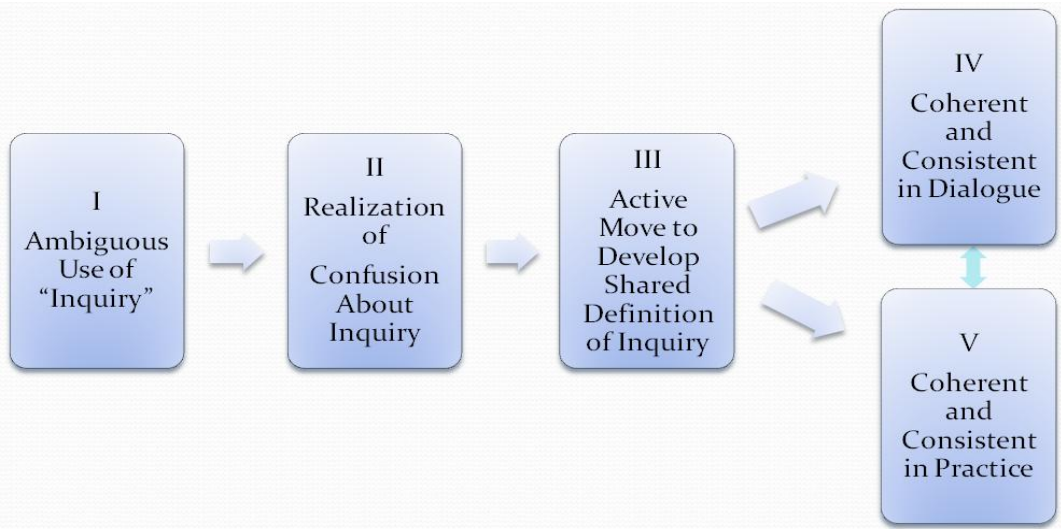 I
Ambiguous
Use of
“Inquiry”
II
Realization
of
Confusion
About
Inquiry
III
Active
Move to
Develop
Shared
Definition
of Inquiry
IV
Coherent
and
Consistent
in Dialogue
V
Coherent
and
Consistent
in Practice